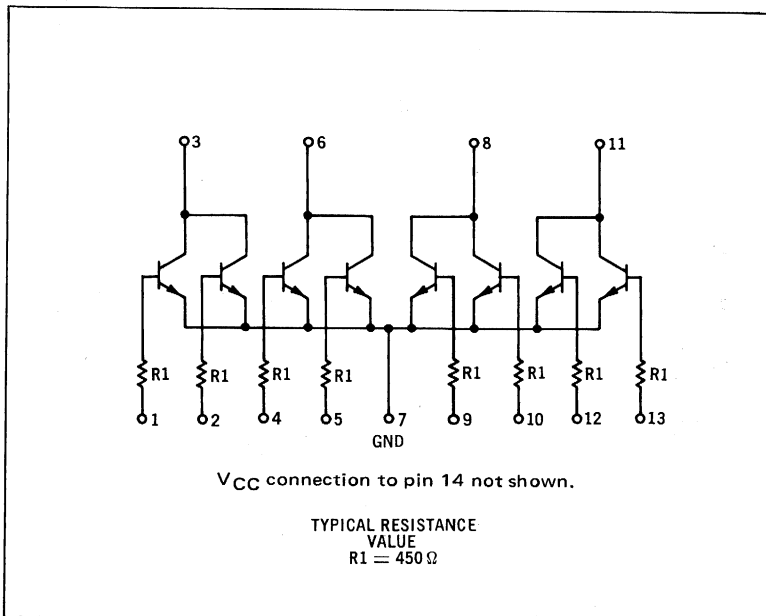 3 6 8 11
R1 R1 R1 R1 R1 R1 R1 R1
1 2 4 5 7 9 10 12 13
GND
VCC connection to pin 14 not shown.
TYPICAL RESISTANCE
VALUE
R1 = 450 Ω